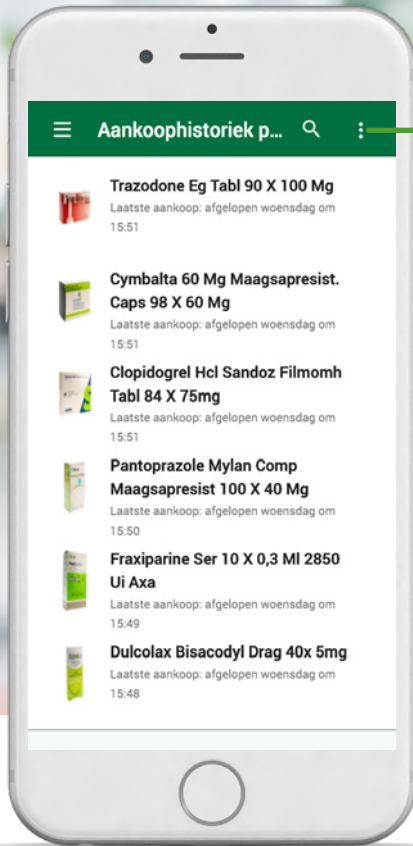 Aankoophistoriek p...
Trazodone Eg Tabl 90 X 100 Mg
Laatste aankoop: afgelopen woensdag om
15:51
Cymbalta 60 Mg Maagsapresist.
Caps 98 X 60 Mg
Laatste aankoop: afgelopen woensdag om
15:51
Clopidogrel Hcl Sandoz Filmomh
Tabl 84 X 75mg
Laatste aankoop: afgelopen woensdag om
15:51
Pantoprazole Mylan Comp
Maagsapresist 100 X 40 Mg
Laatste aankoop: afgelopen woensdag om
15:50
Fraxiparine Ser 10 X 0,3 Ml 2850
Ui Axa
Laatste aankoop: afgelopen woensdag om
15:49
Dulcolax Bisacodyl Drag 40x 5mg
Laatste aankoop: afgelopen woensdag om
15:48